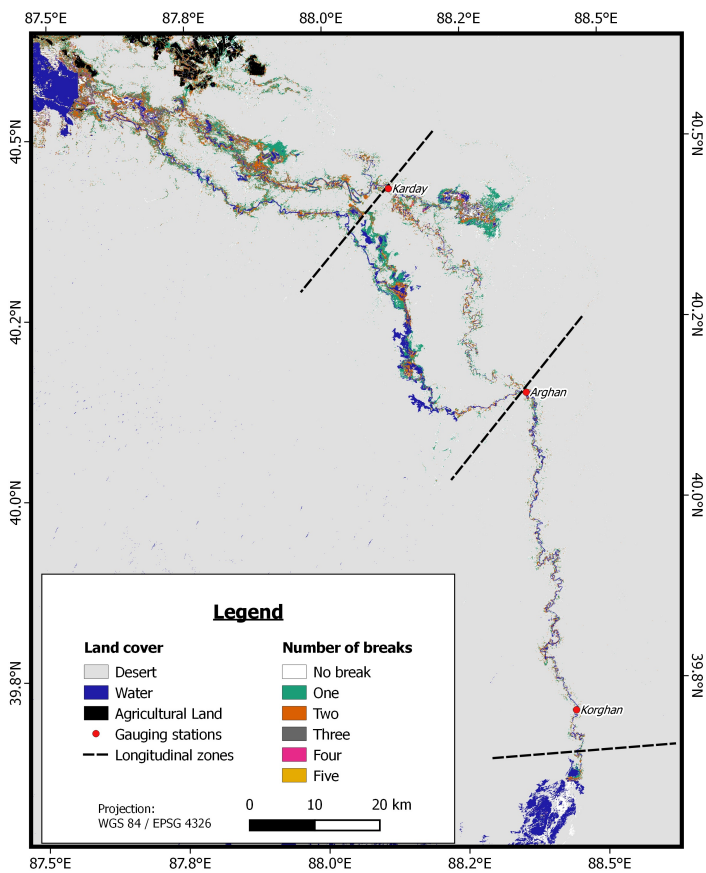 87.5°E 87.8°E 88.0°E 88.2°E 88.5°E
40.5°N
40.5°N
Karday
40.2°N
40.2°N
Arghan
40.0°N
40.0°N
39.8°N
39.8°N
Korghan
Legend
Land cover
Desert
Water
Agricultural Land
Gauging stations
Longitudinal zones
Number of breaks
No break
One
Two
Three
Four
Five
Projection:
WGS 84 / EPSG 4326
0 10 20 km
87.5°E 87.8°E 88.0°E 88.2°E 88.5°E